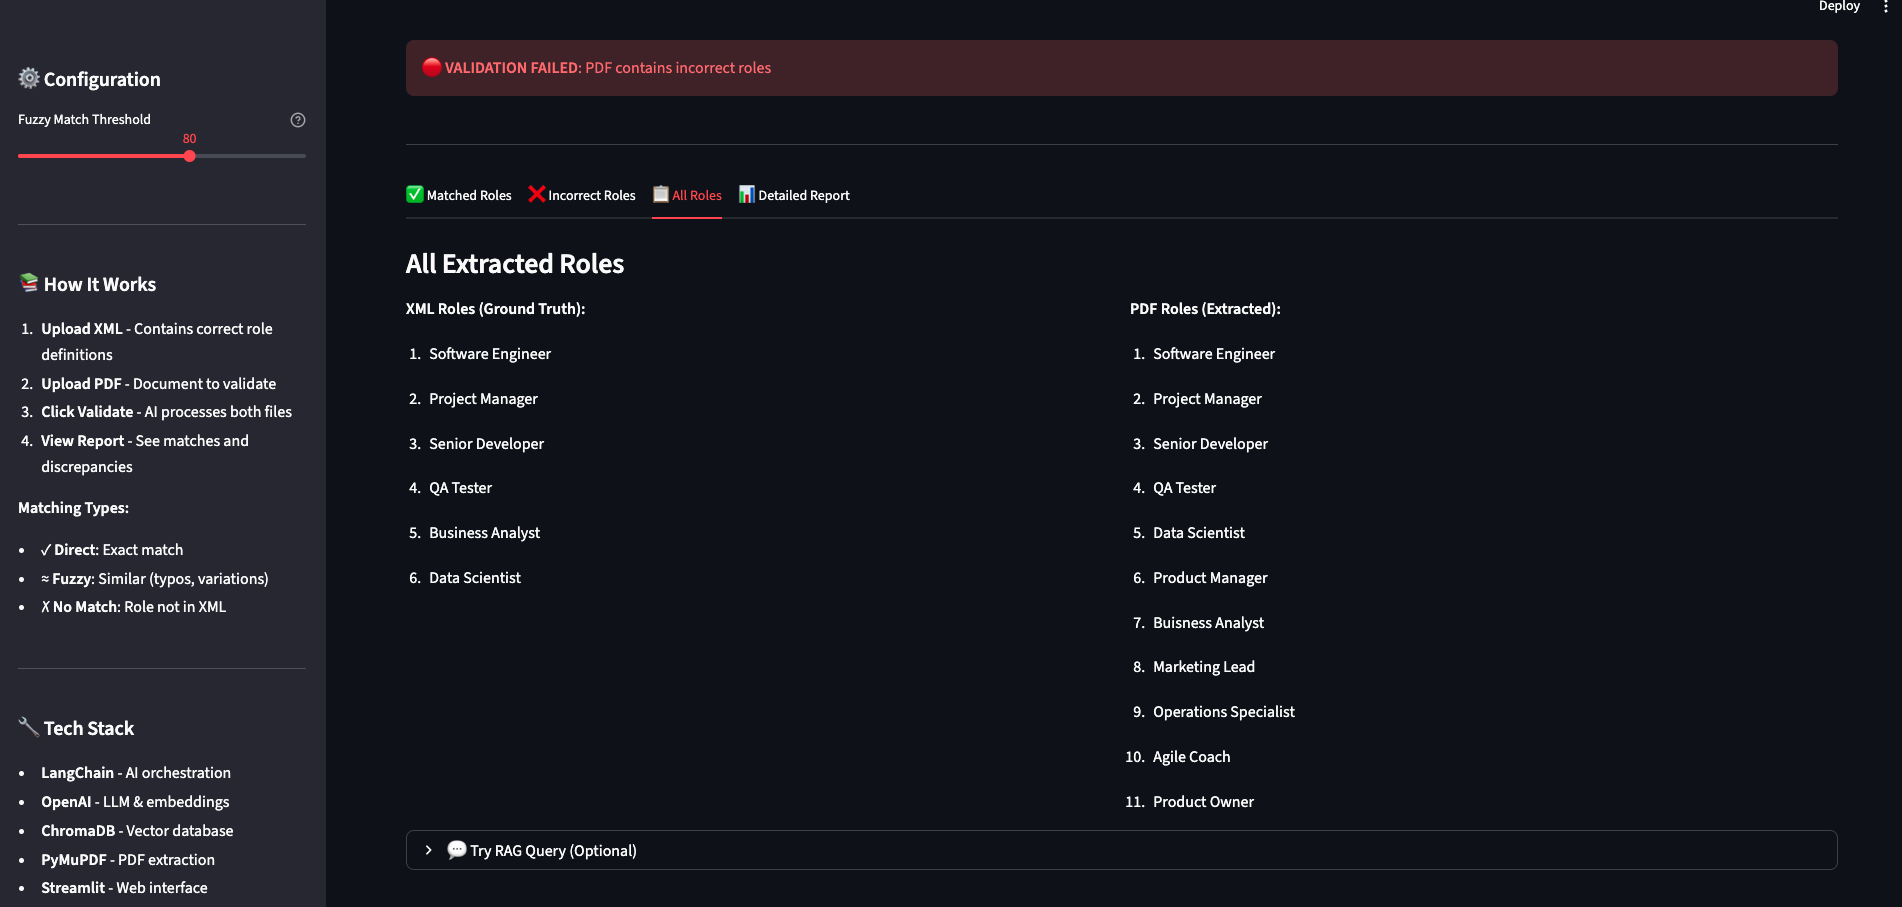 Deploy
⚙️ Configuration
Fuzzy Match Threshold
80
📚 How It Works
1. Upload XML - Contains correct role
definitions
2. Upload PDF - Document to validate
3. Click Validate - AI processes both files
4. View Report - See matches and
discrepancies
Matching Types:
• ✓ Direct: Exact match
• ≈ Fuzzy: Similar (typos, variations)
• ✗ No Match: Role not in XML
🔧 Tech Stack
• LangChain - AI orchestration
• OpenAI - LLM & embeddings
• ChromaDB - Vector database
• PyMuPDF - PDF extraction
• Streamlit - Web interface
🔴 VALIDATION FAILED: PDF contains incorrect roles
✅ Matched Roles ❌ Incorrect Roles 📋 All Roles 📊 Detailed Report
All Extracted Roles
XML Roles (Ground Truth):
1. Software Engineer
2. Project Manager
3. Senior Developer
4. QA Tester
5. Business Analyst
6. Data Scientist
PDF Roles (Extracted):
1. Software Engineer
2. Project Manager
3. Senior Developer
4. QA Tester
5. Data Scientist
6. Product Manager
7. Buisness Analyst
8. Marketing Lead
9. Operations Specialist
10. Agile Coach
11. Product Owner
💬 Try RAG Query (Optional)